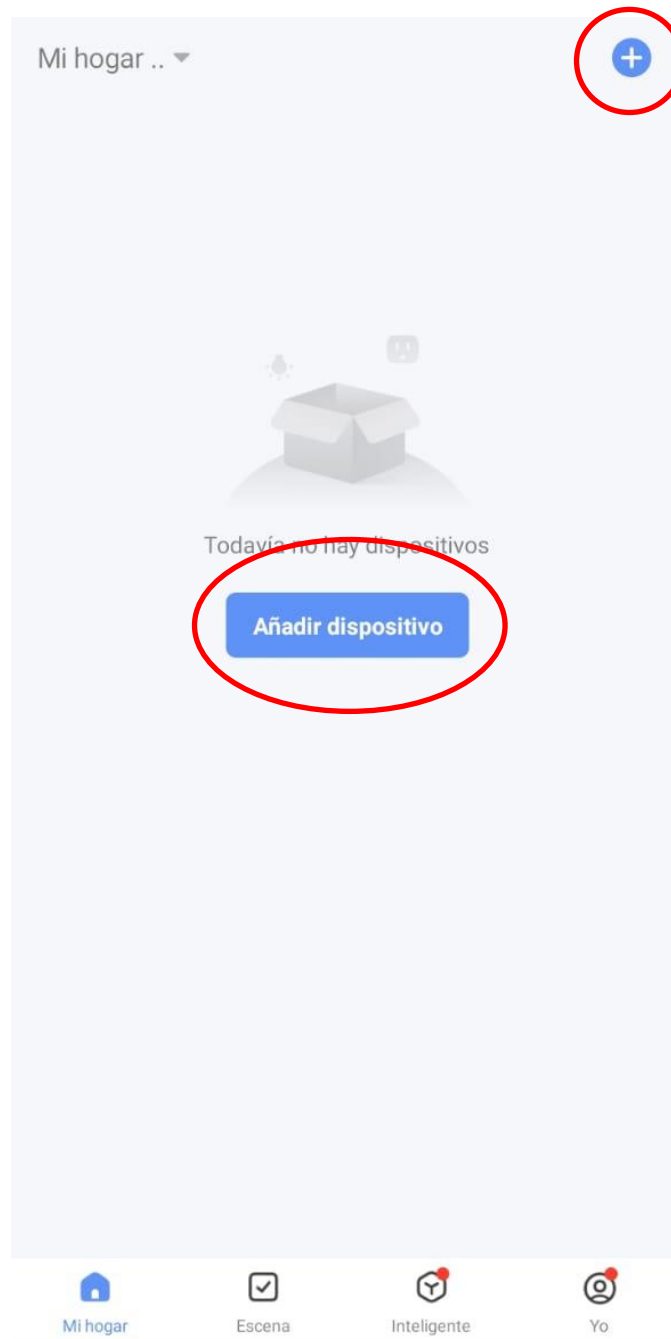 Mi hogar ..
Todavía no hay dispositivos
Añadir dispositivo
Mi hogar
Escena
Inteligente
Yo